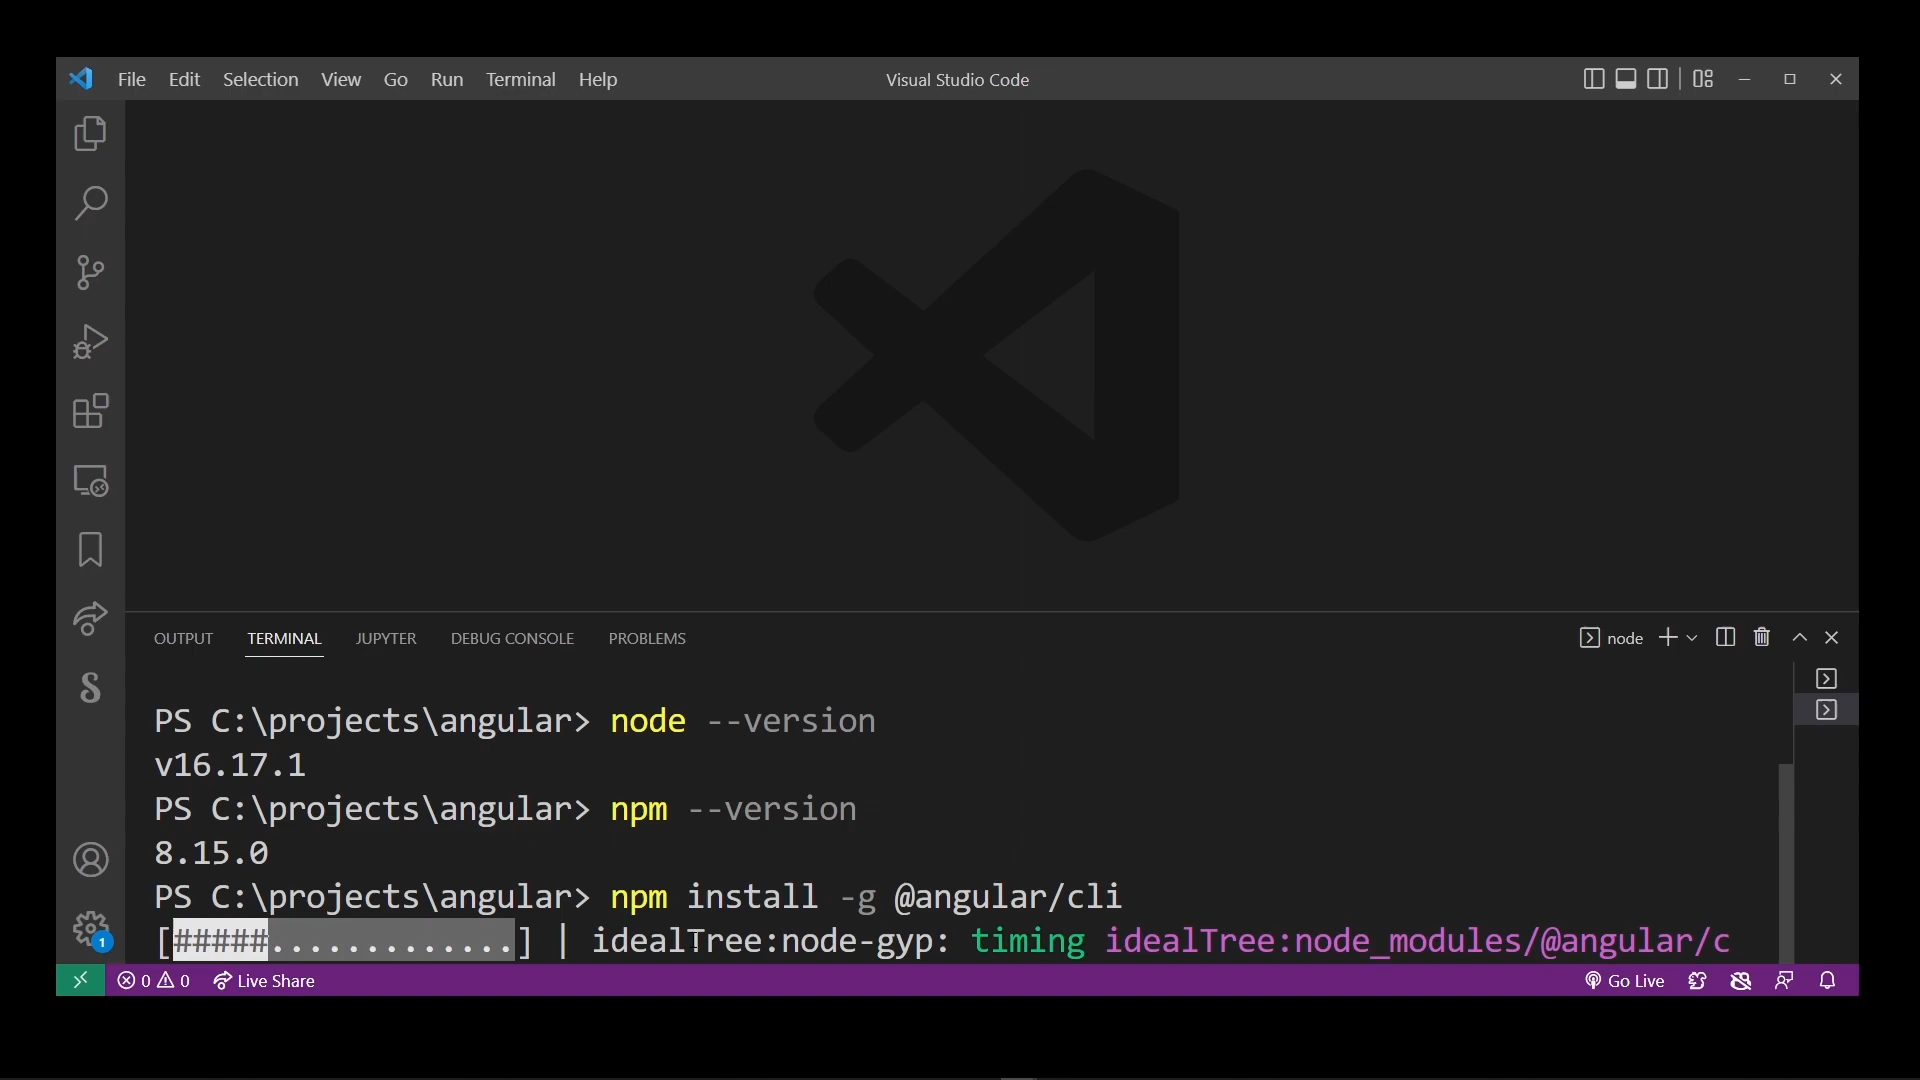 File Edit Selection View Go Run Terminal Help Visual Studio Code
OUTPUT TERMINAL JUPYTER DEBUG CONSOLE PROBLEMS node
PS C:\projects\angular> node --version
v16.17.1
PS C:\projects\angular> npm --version
8.15.0
PS C:\projects\angular> npm install -g @angular/cli
[#####.............] | idealTree:node-gyp: timing idealTree:node_modules/@angular/c
1
0 0 Live Share Go Live